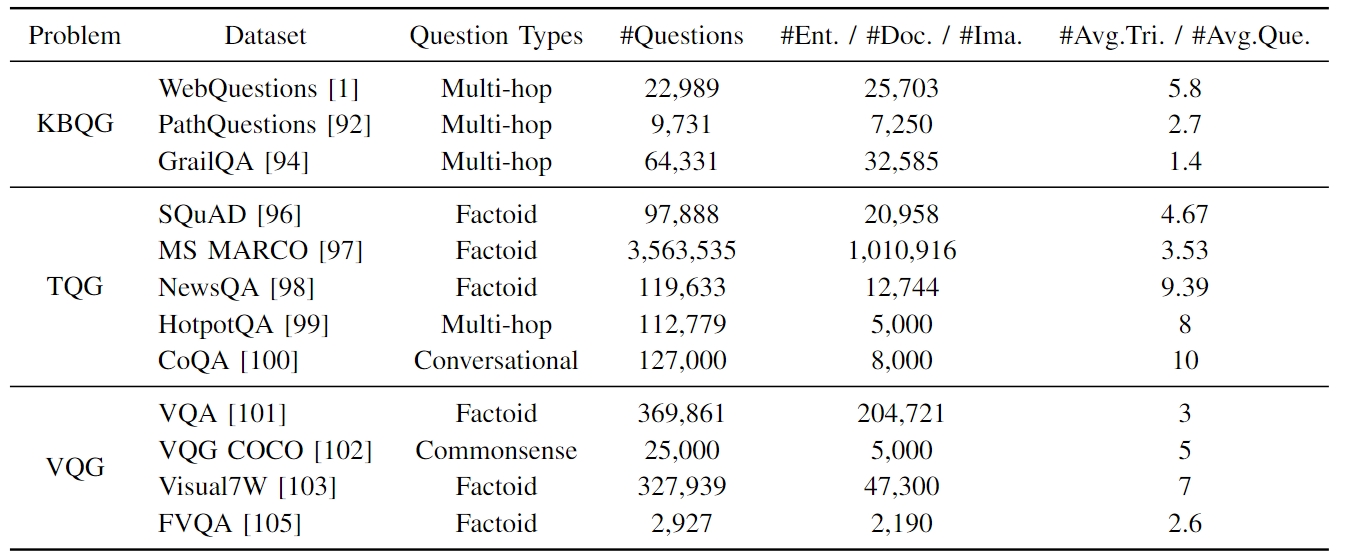 Problem Dataset Question Types #Questions #Ent. / #Doc. / #Ima. #Avg.Tri. / #Avg.Que.
WebQuestions [1] Multi-hop 22,989 25,703 5.8
KBQG PathQuestions [92] Multi-hop 9,731 7,250 2.7
GrailQA [94] Multi-hop 64,331 32,585 1.4
SQuAD [96] Factoid 97,888 20,958 4.67
MS MARCO [97] Factoid 3,563,535 1,010,916 3.53
TQG NewsQA [98] Factoid 119,633 12,744 9.39
HotpotQA [99] Multi-hop 112,779 5,000 8
CoQA [100] Conversational 127,000 8,000 10
VQA [101] Factoid 369,861 204,721 3
VQG COCO [102] Commonsense 25,000 5,000 5
VQG
Visual7W [103] Factoid 327,939 47,300 7
FVQA [105] Factoid 2,927 2,190 2.6